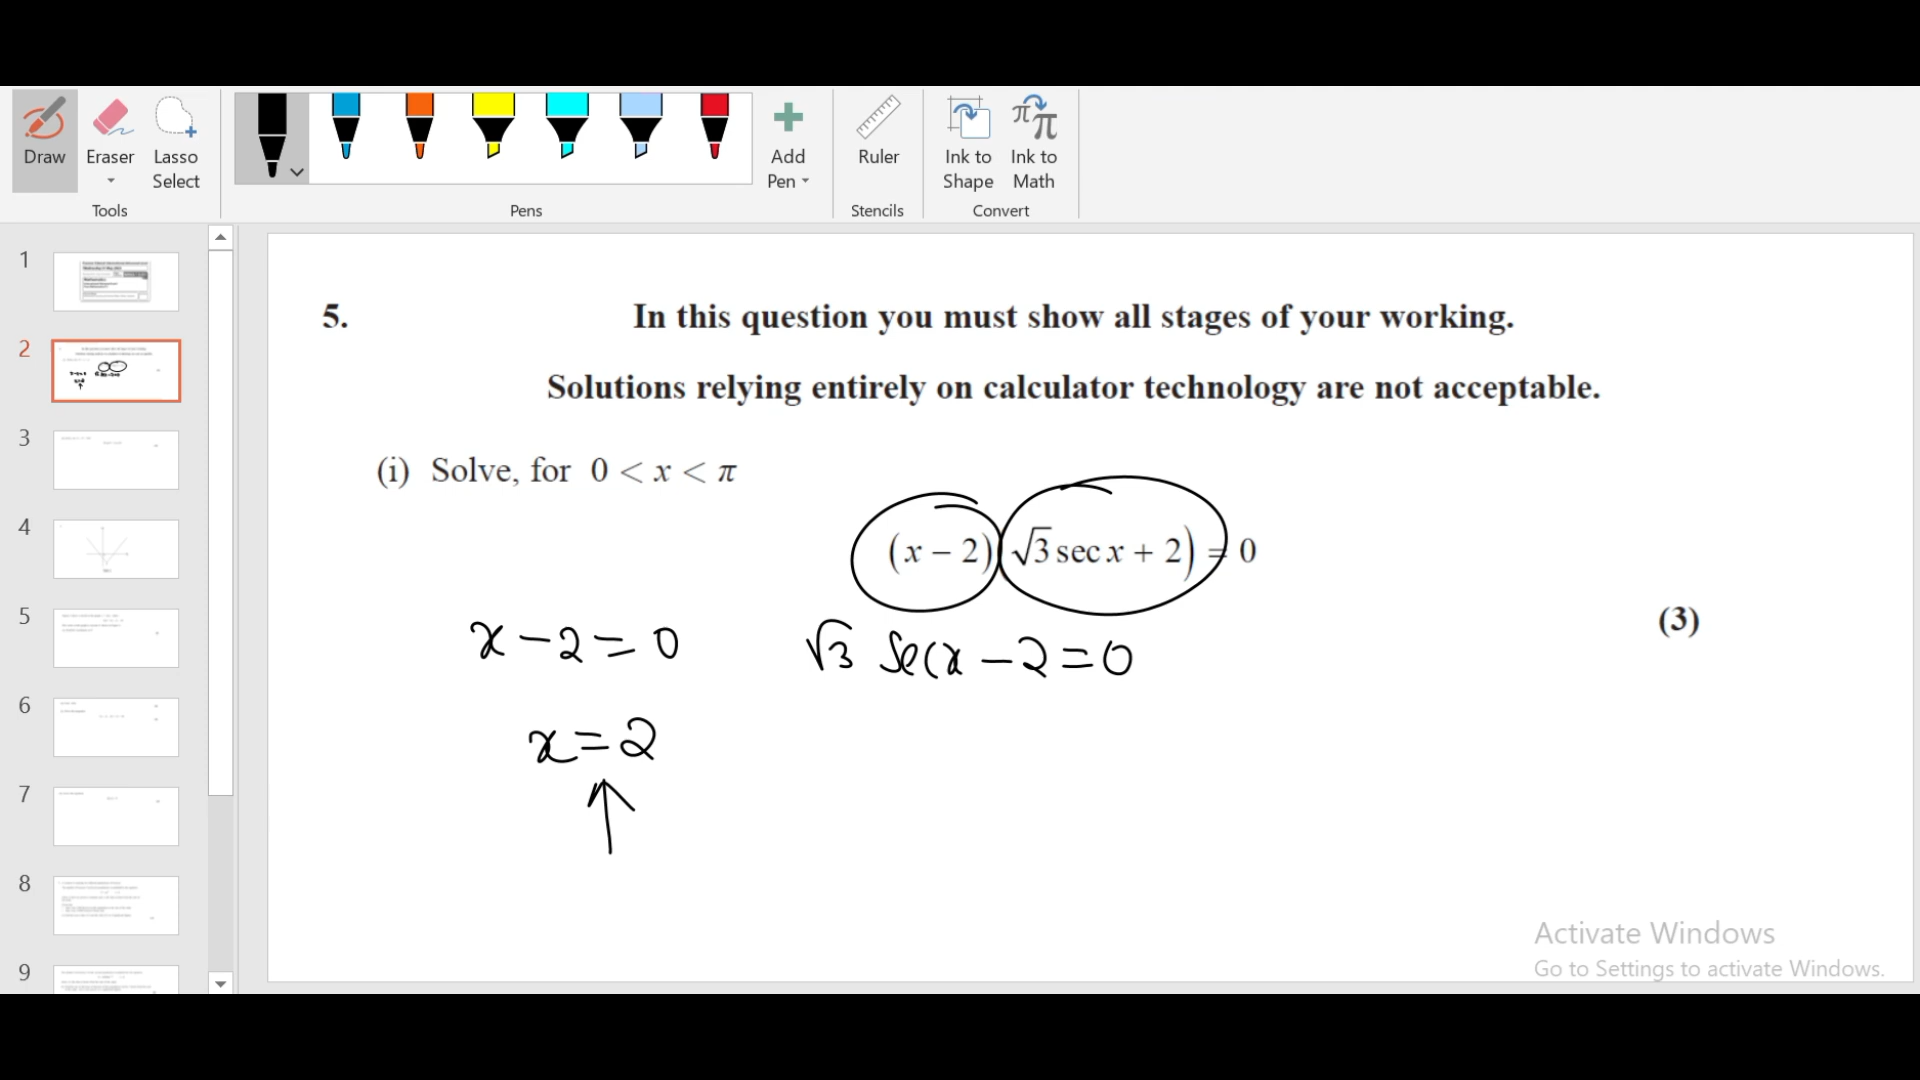 Draw
Eraser
Lasso
Select
Tools
Pens
Add
Pen
Ruler
Stencils
Ink to
Shape
Ink to
Math
Convert
1
2
3
4
5
6
7
8
9
5.
In this question you must show all stages of your working.
Solutions relying entirely on calculator technology are not acceptable.
(i) Solve, for 0 < x < π
(x − 2)(√3 sec x + 2) = 0
(3)
x − 2 = 0
√3 Sec x − 2 = 0
x = 2
Activate Windows
Go to Settings to activate Windows.